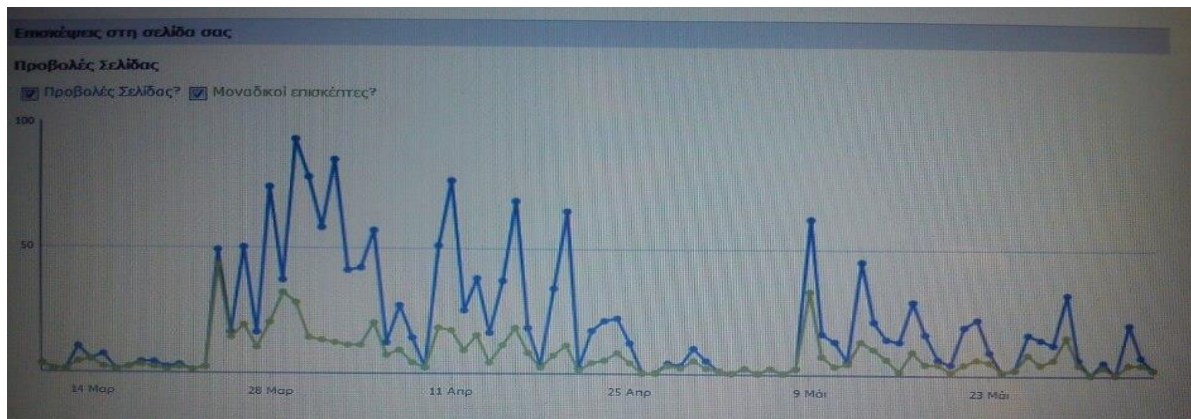 Επισκέψεις στη σελίδα σας
Προβολές Σελίδας
Προβολές Σελίδας? Μοναδικοί επισκέπτες?
100
50
14 Μαρ 28 Μαρ 11 Απρ 25 Απρ 9 Μάι 23 Μάι